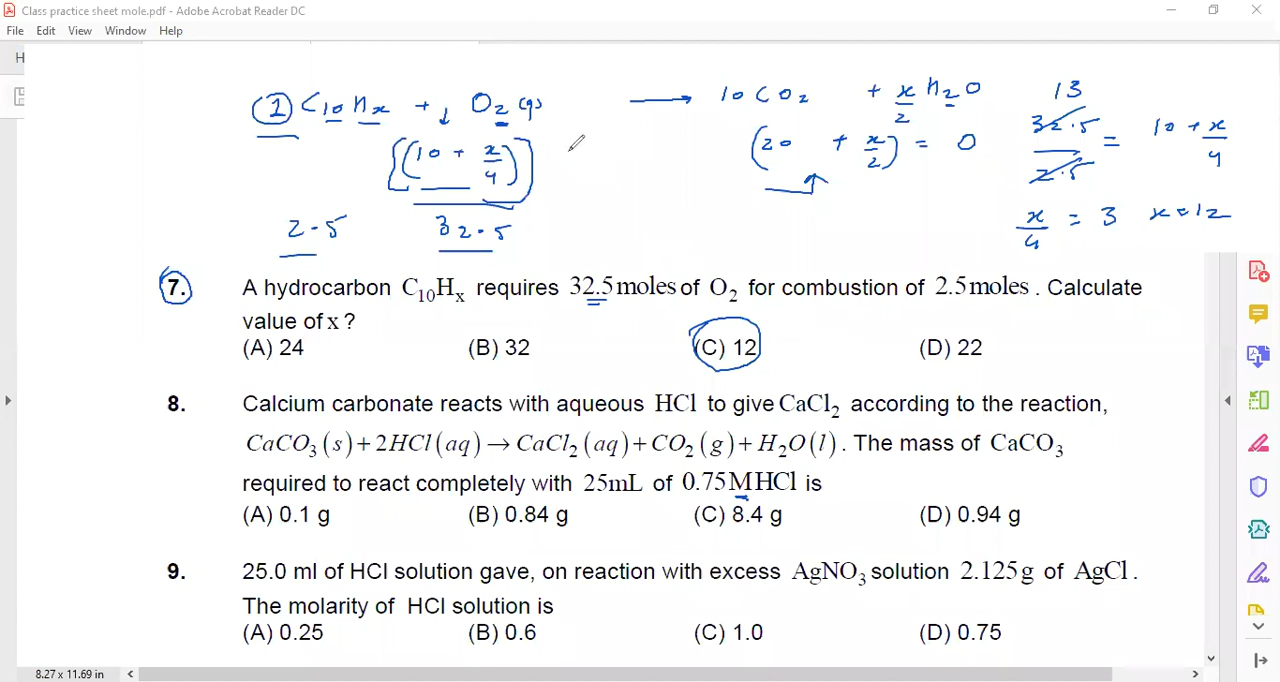 Class practice sheet mole.pdf - Adobe Acrobat Reader DC
File Edit View Window Help
H
① C10 Hx + O2 (g) → 10 CO2 + x/2 H2O
[(10 + x/4)] (20 + x/2) = O
13
32.5/2.5 = 10 + x/4
2.5 32.5
x/4 = 3 x=12
7. A hydrocarbon C10Hx requires 32.5 moles of O2 for combustion of 2.5 moles. Calculate
value of x?
(A) 24 (B) 32 (C) 12 (D) 22
8. Calcium carbonate reacts with aqueous HCl to give CaCl2 according to the reaction,
CaCO3(s)+2HCl(aq)→CaCl2(aq)+CO2(g)+H2O(l). The mass of CaCO3
required to react completely with 25mL of 0.75M HCl is
(A) 0.1 g (B) 0.84 g (C) 8.4 g (D) 0.94 g
9. 25.0 ml of HCl solution gave, on reaction with excess AgNO3 solution 2.125g of AgCl.
The molarity of HCl solution is
(A) 0.25 (B) 0.6 (C) 1.0 (D) 0.75
8.27 x 11.69 in